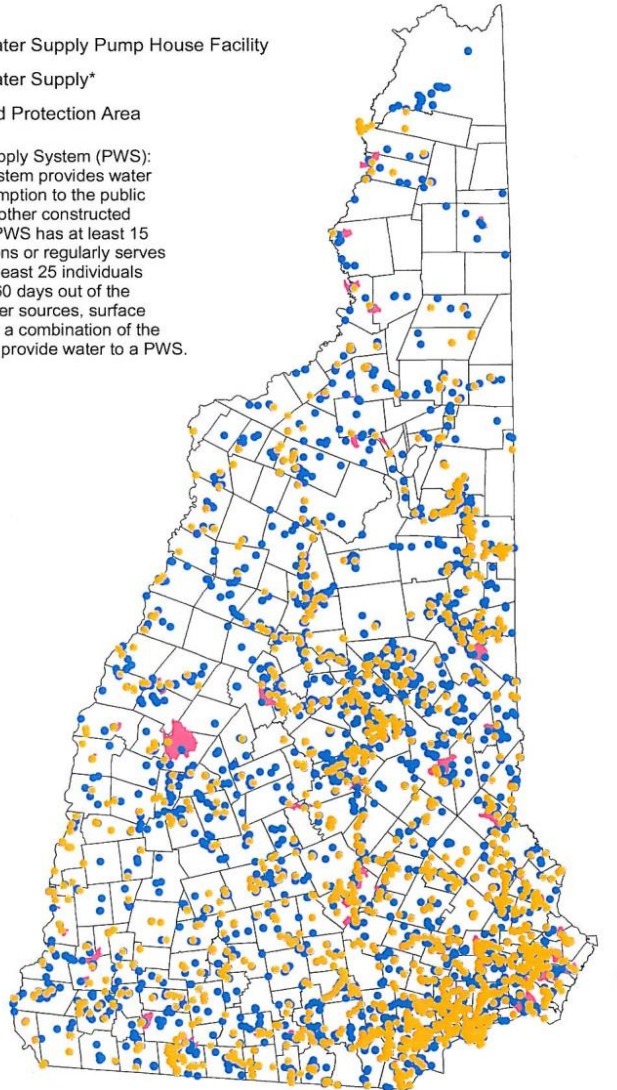 ater Supply Pump House Facility
ater Supply*
d Protection Area
pply System (PWS):
stem provides water
mption to the public
other constructed
PWS has at least 15
ns or regularly serves
least 25 individuals
60 days out of the
er sources, surface
r a combination of the
provide water to a PWS.